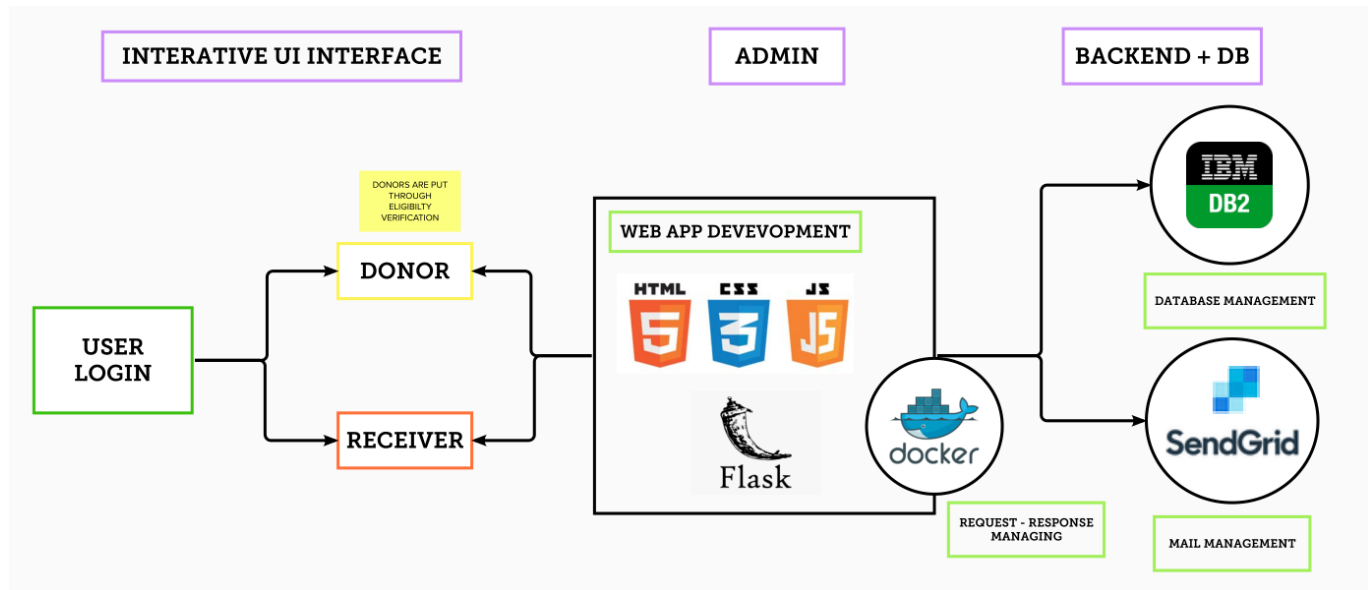 INTERATIVE UI INTERFACE
ADMIN
BACKEND + DB
DONORS ARE PUT
THROUGH
ELIGIBILTY
VERIFICATION
DONOR
USER
LOGIN
RECEIVER
WEB APP DEVEVOPMENT
HTML
5
CSS
3
JS
JS
Flask
docker
REQUEST - RESPONSE
MANAGING
IBM
DB2
DATABASE MANAGEMENT
SendGrid
MAIL MANAGEMENT